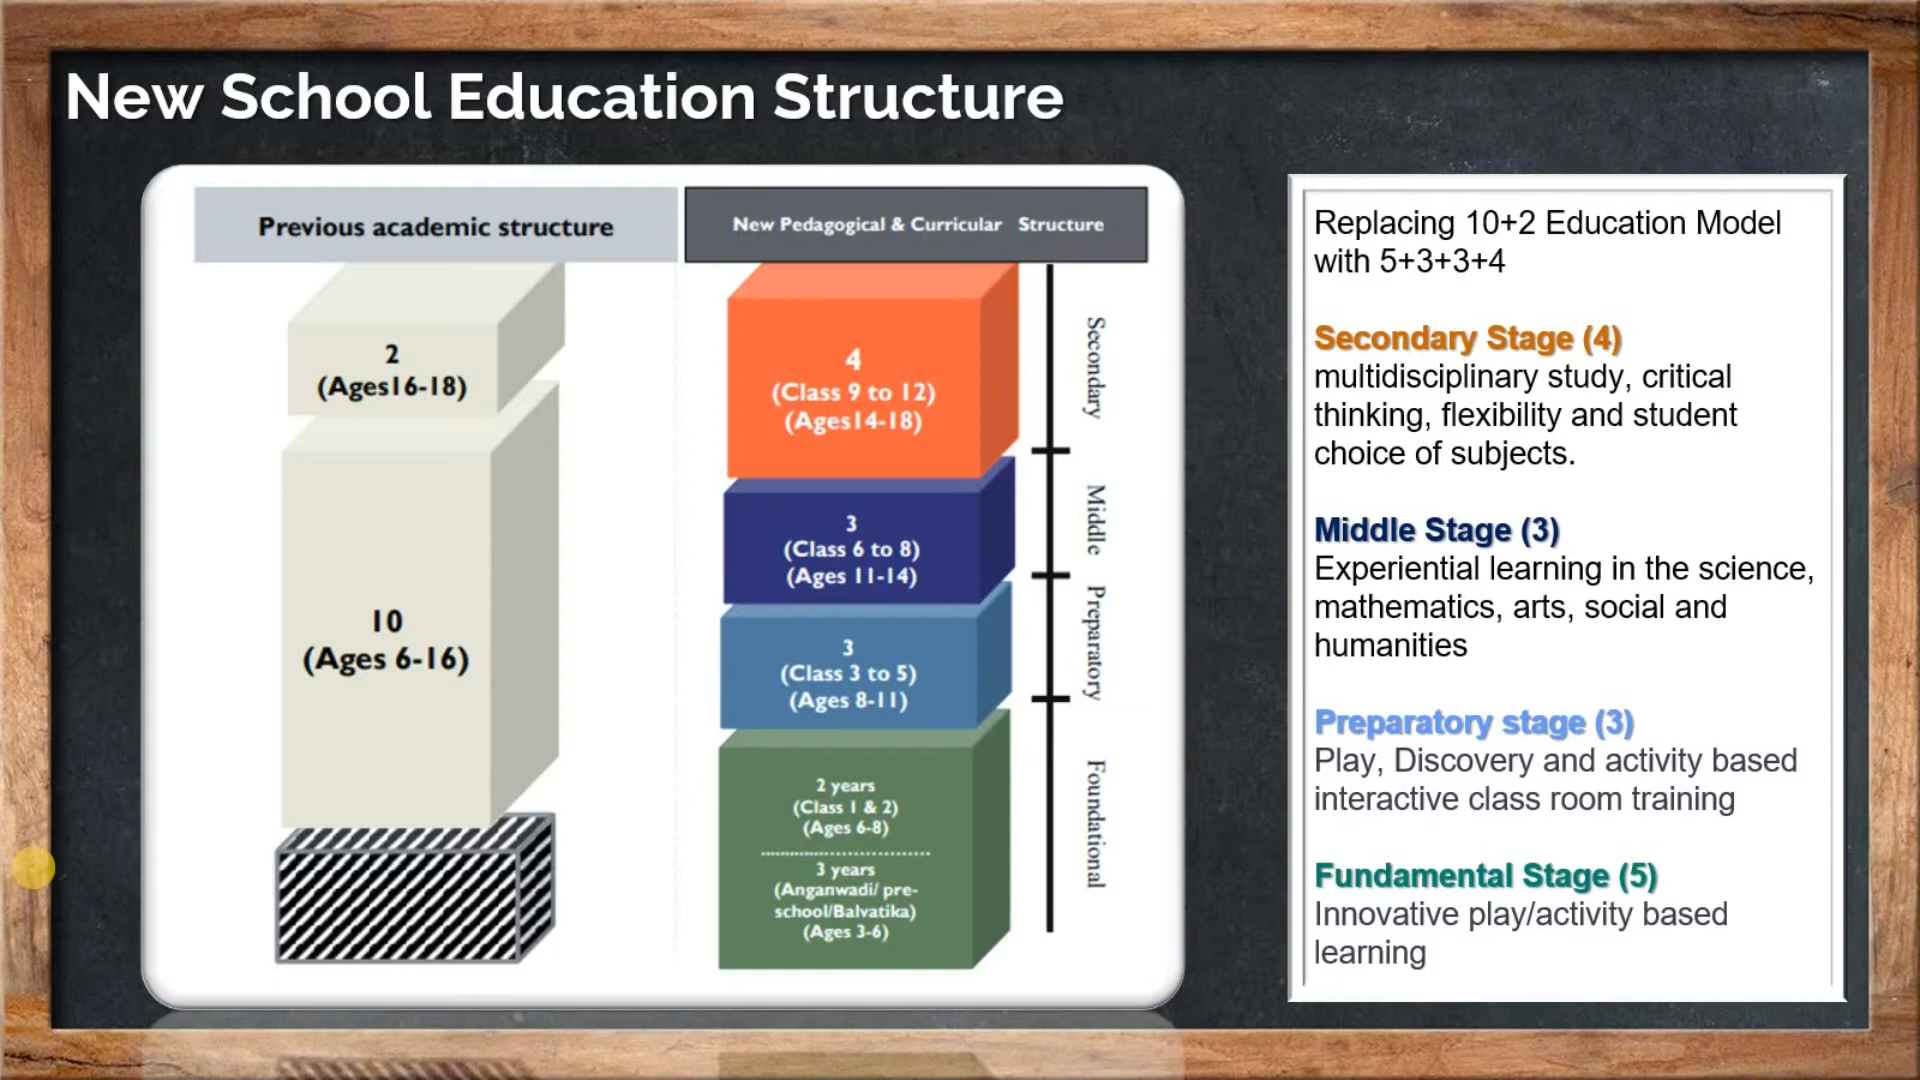 New School Education Structure
Previous academic structure
2
(Ages16-18)
10
(Ages 6-16)
New Pedagogical & Curricular Structure
4
(Class 9 to 12)
(Ages14-18)
3
(Class 6 to 8)
(Ages 11-14)
3
(Class 3 to 5)
(Ages 8-11)
2 years
(Class 1 & 2)
(Ages 6-8)
3 years
(Anganwadi/ pre-
school/Balvatika)
(Ages 3-6)
Secondary
Middle
Preparatory
Foundational
Replacing 10+2 Education Model
with 5+3+3+4
Secondary Stage (4)
multidisciplinary study, critical
thinking, flexibility and student
choice of subjects.
Middle Stage (3)
Experiential learning in the science,
mathematics, arts, social and
humanities
Preparatory stage (3)
Play, Discovery and activity based
interactive class room training
Fundamental Stage (5)
Innovative play/activity based
learning